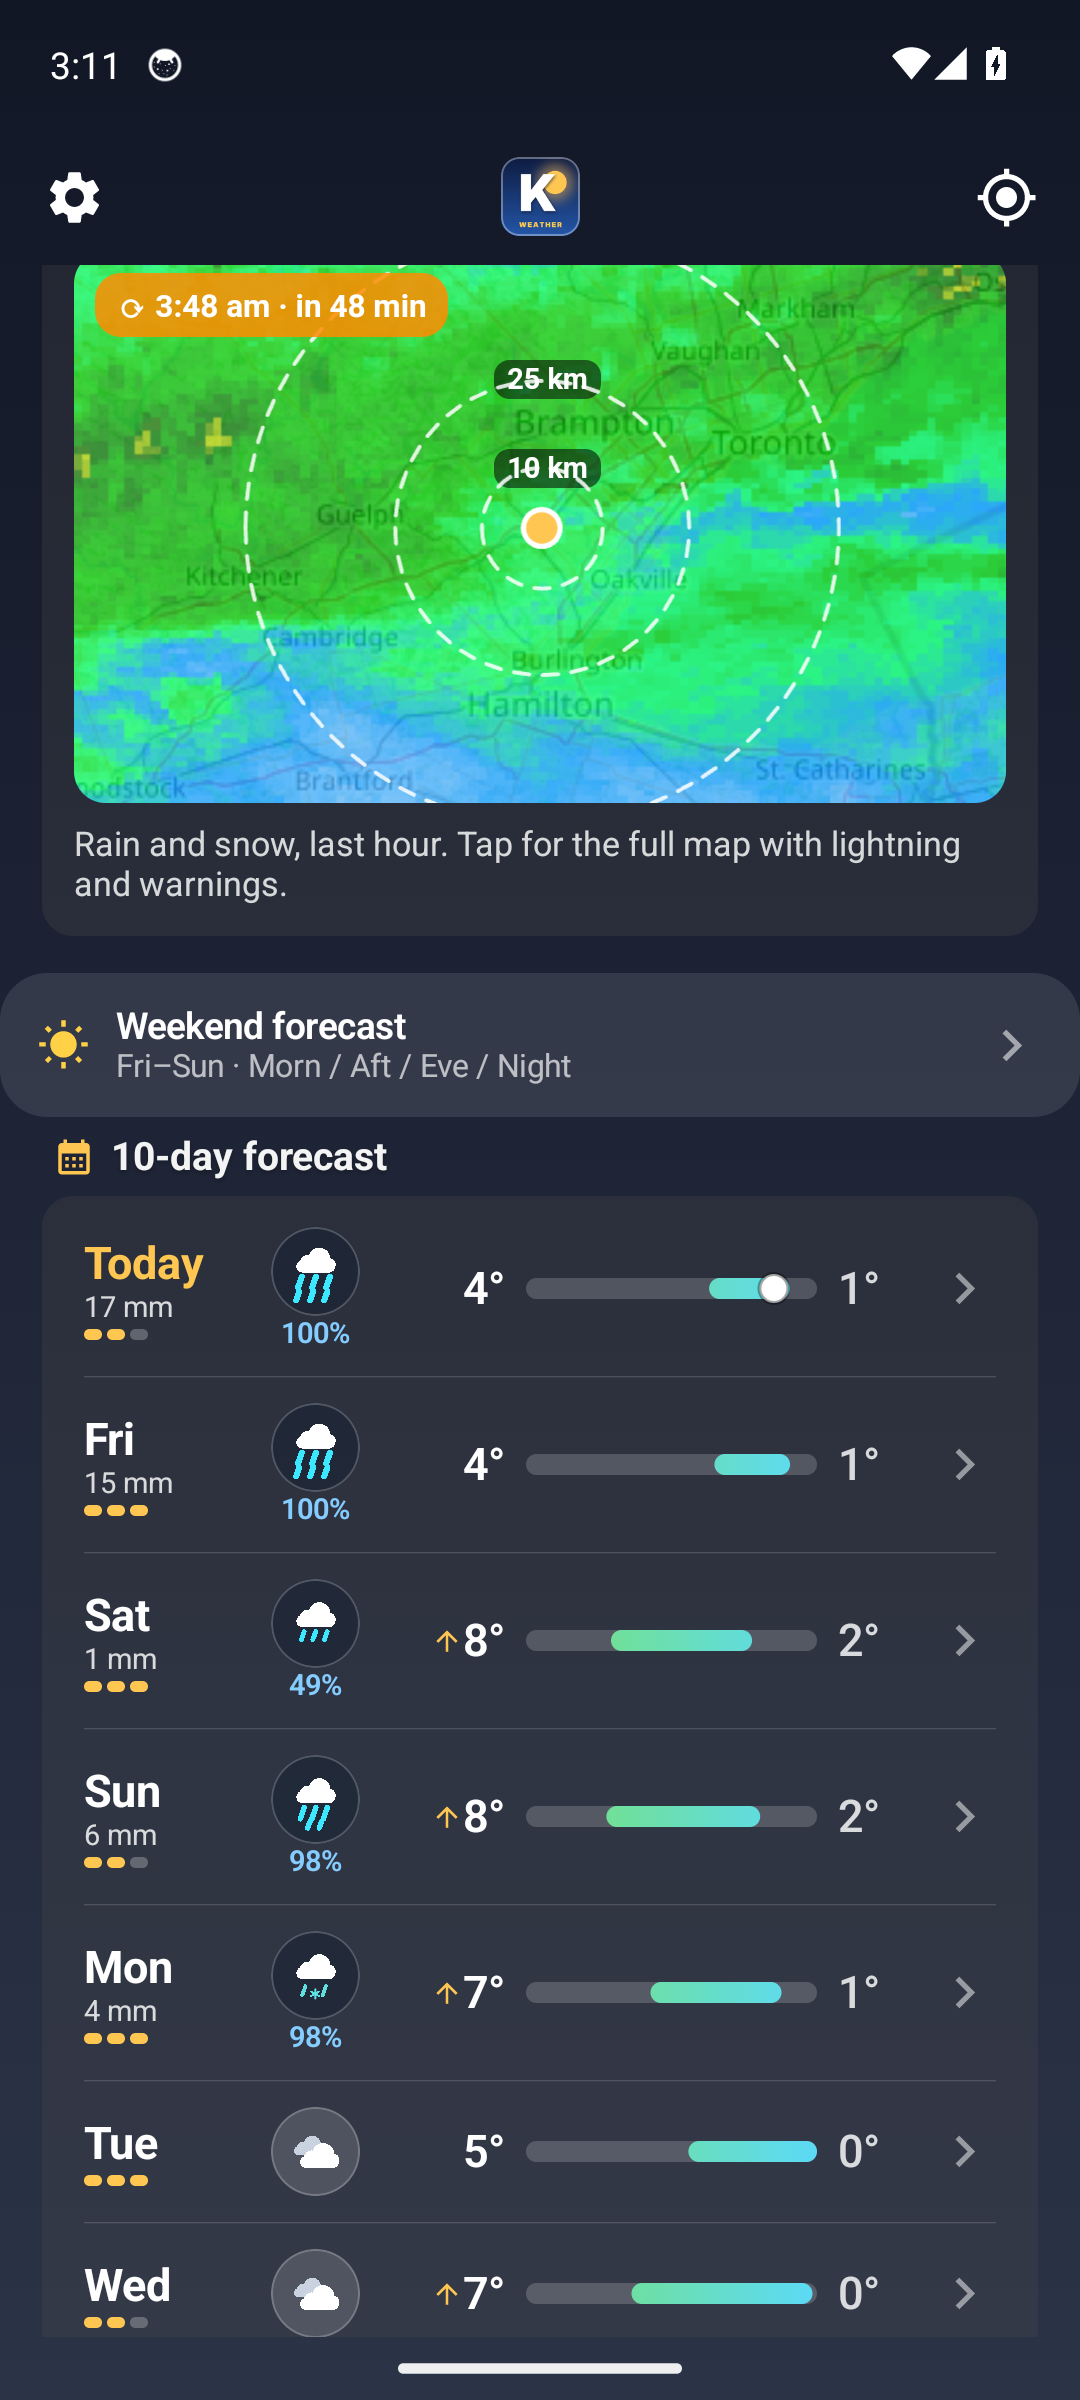 3:11
K
WEATHER
3:48 am · in 48 min
Markham
Vaughan
25 km
Brampton
Toronto
10 km
Guelph
Kitchener
Oakville
Cambridge
Burlington
Hamilton
St. Catharines
Brantford
oodstock
Rain and snow, last hour. Tap for the full map with lightning
and warnings.
Weekend forecast
Fri–Sun · Morn / Aft / Eve / Night
10-day forecast
Today
17 mm
100%
4°
1°
Fri
15 mm
100%
4°
1°
Sat
1 mm
49%
↑8°
2°
Sun
6 mm
98%
↑8°
2°
Mon
4 mm
98%
↑7°
1°
Tue
5°
0°
Wed
↑7°
0°